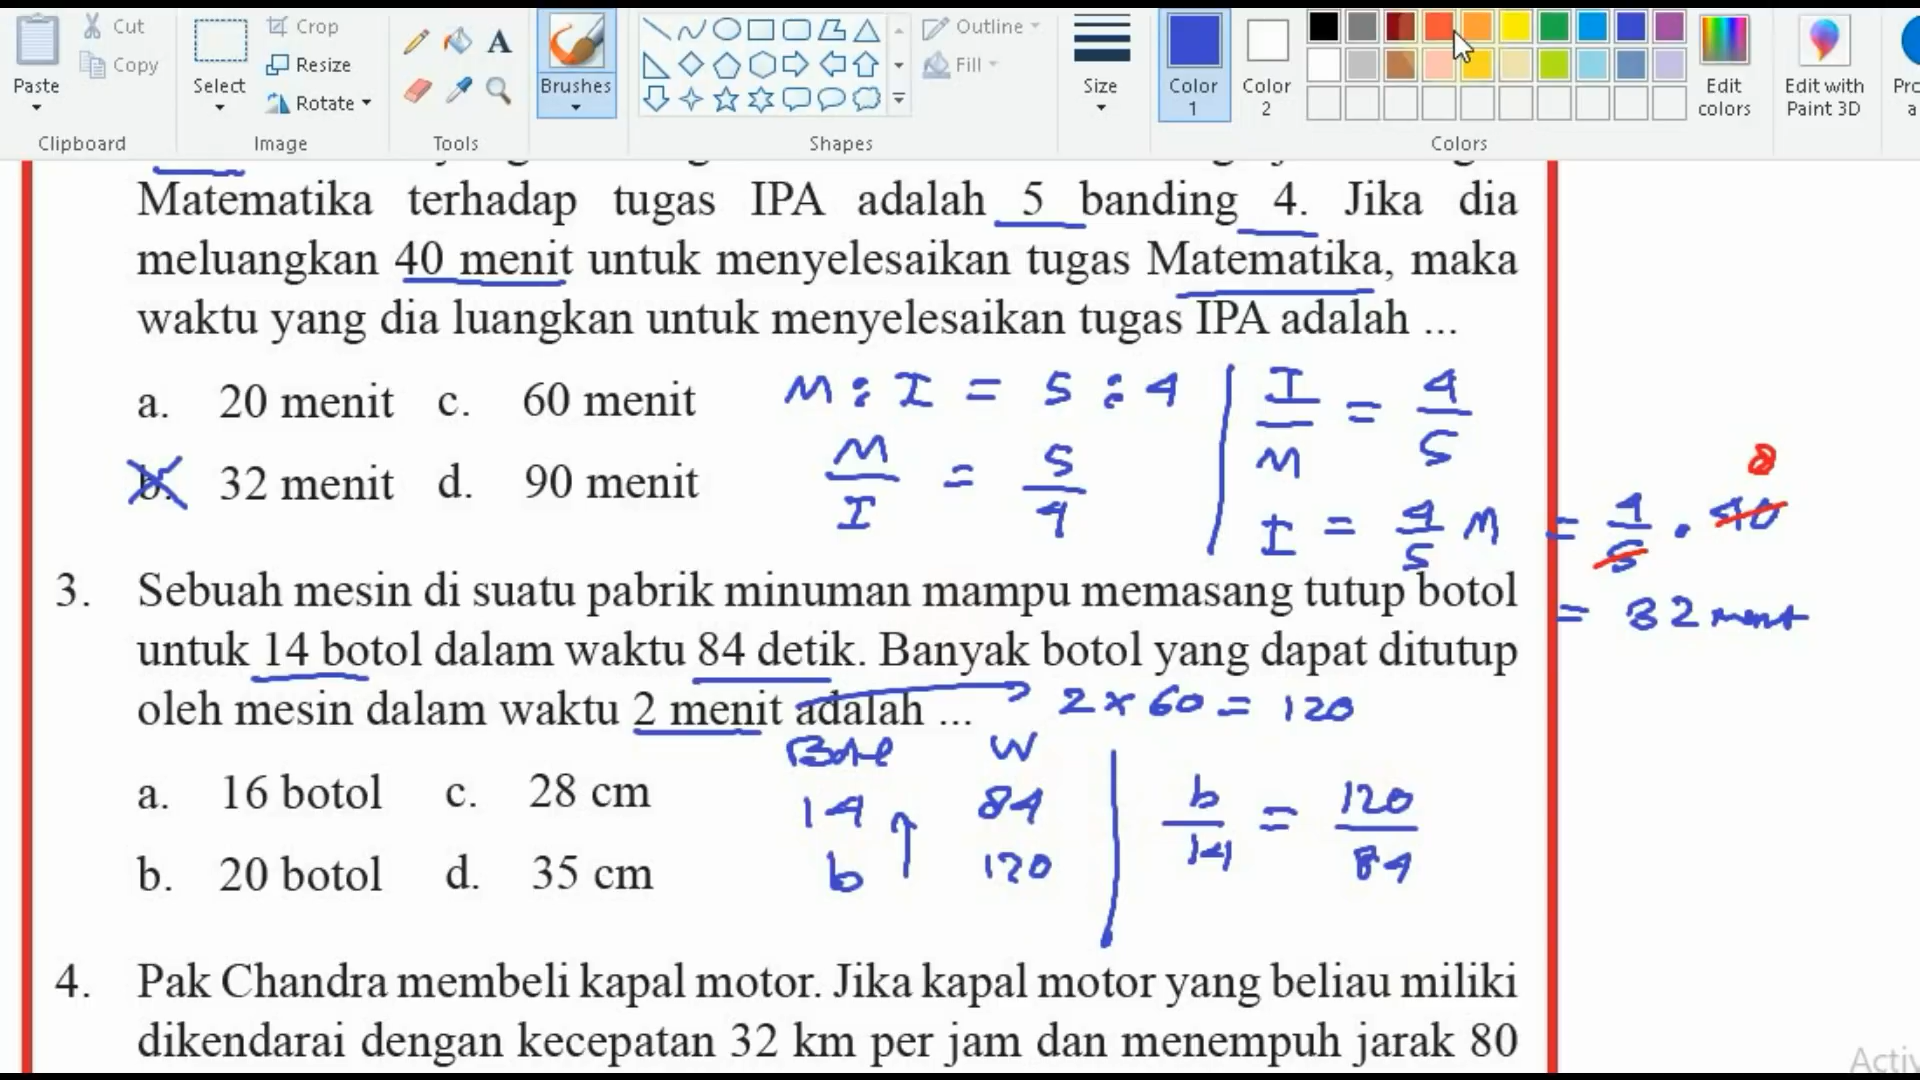 Cut
Copy
Paste
Clipboard
Crop
Resize
Rotate
Select
Image
Tools
Brushes
Shapes
Outline
Fill
Size
Color 1
Color 2
Edit colors
Edit with Paint 3D
Colors
Matematika terhadap tugas IPA adalah 5 banding 4. Jika dia
meluangkan 40 menit untuk menyelesaikan tugas Matematika, maka
waktu yang dia luangkan untuk menyelesaikan tugas IPA adalah ...
a. 20 menit c. 60 menit
b. 32 menit d. 90 menit
M : I = 5 : 4
M/I = 5/4
I/M = 4/5
I = 4/5 M = 4/5 . 40
8
= 32 menit
3. Sebuah mesin di suatu pabrik minuman mampu memasang tutup botol
untuk 14 botol dalam waktu 84 detik. Banyak botol yang dapat ditutup
oleh mesin dalam waktu 2 menit adalah ...
2 x 60 = 120
a. 16 botol c. 28 cm
b. 20 botol d. 35 cm
W
14 84
b 120
b/14 = 120/84
4. Pak Chandra membeli kapal motor. Jika kapal motor yang beliau miliki
dikendarai dengan kecepatan 32 km per jam dan menempuh jarak 80